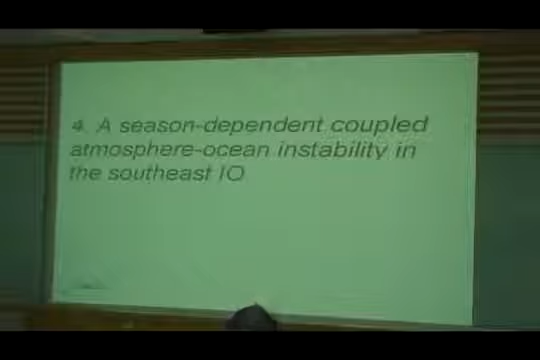 4. A season-dependent coupled
atmosphere-ocean instability in
the southeast IO